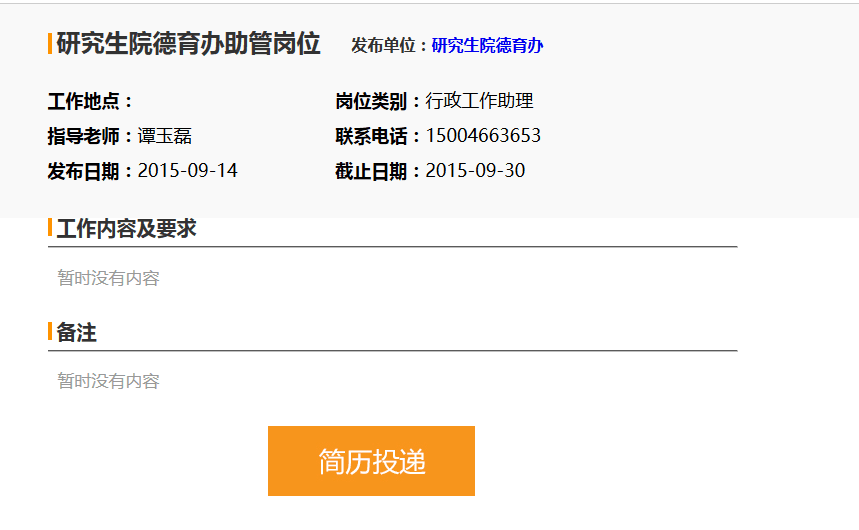 研究生院德育办助管岗位 发布单位：研究生院德育办
工作地点： 岗位类别：行政工作助理
指导老师：谭玉磊 联系电话：15004663653
发布日期：2015-09-14 截止日期：2015-09-30
工作内容及要求
暂时没有内容
备注
暂时没有内容
简历投递